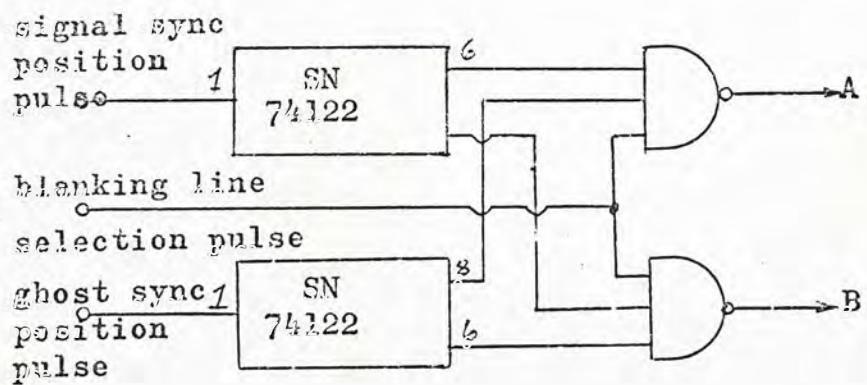 signal sync
position
pulse
1
SN
74122
6
A
blanking line
selection pulse
ghost sync
position
pulse
1
SN
74122
8
6
B